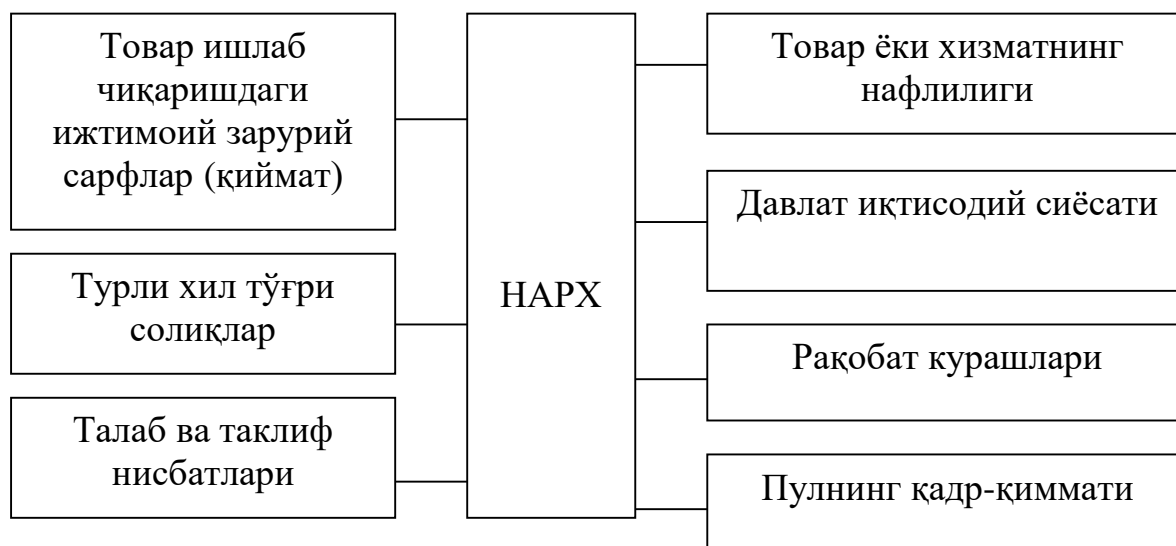 Товар ишлаб
чиқаришдаги
ижтимоий зарурий
сарфлар (қиймат)
Турли хил тўғри
солиқлар
Талаб ва таклиф
нисбатлари
НАРХ
Товар ёки хизматнинг
нафлилиги
Давлат иқтисодий сиёсати
Рақобат курашлари
Пулнинг қадр-қиммати